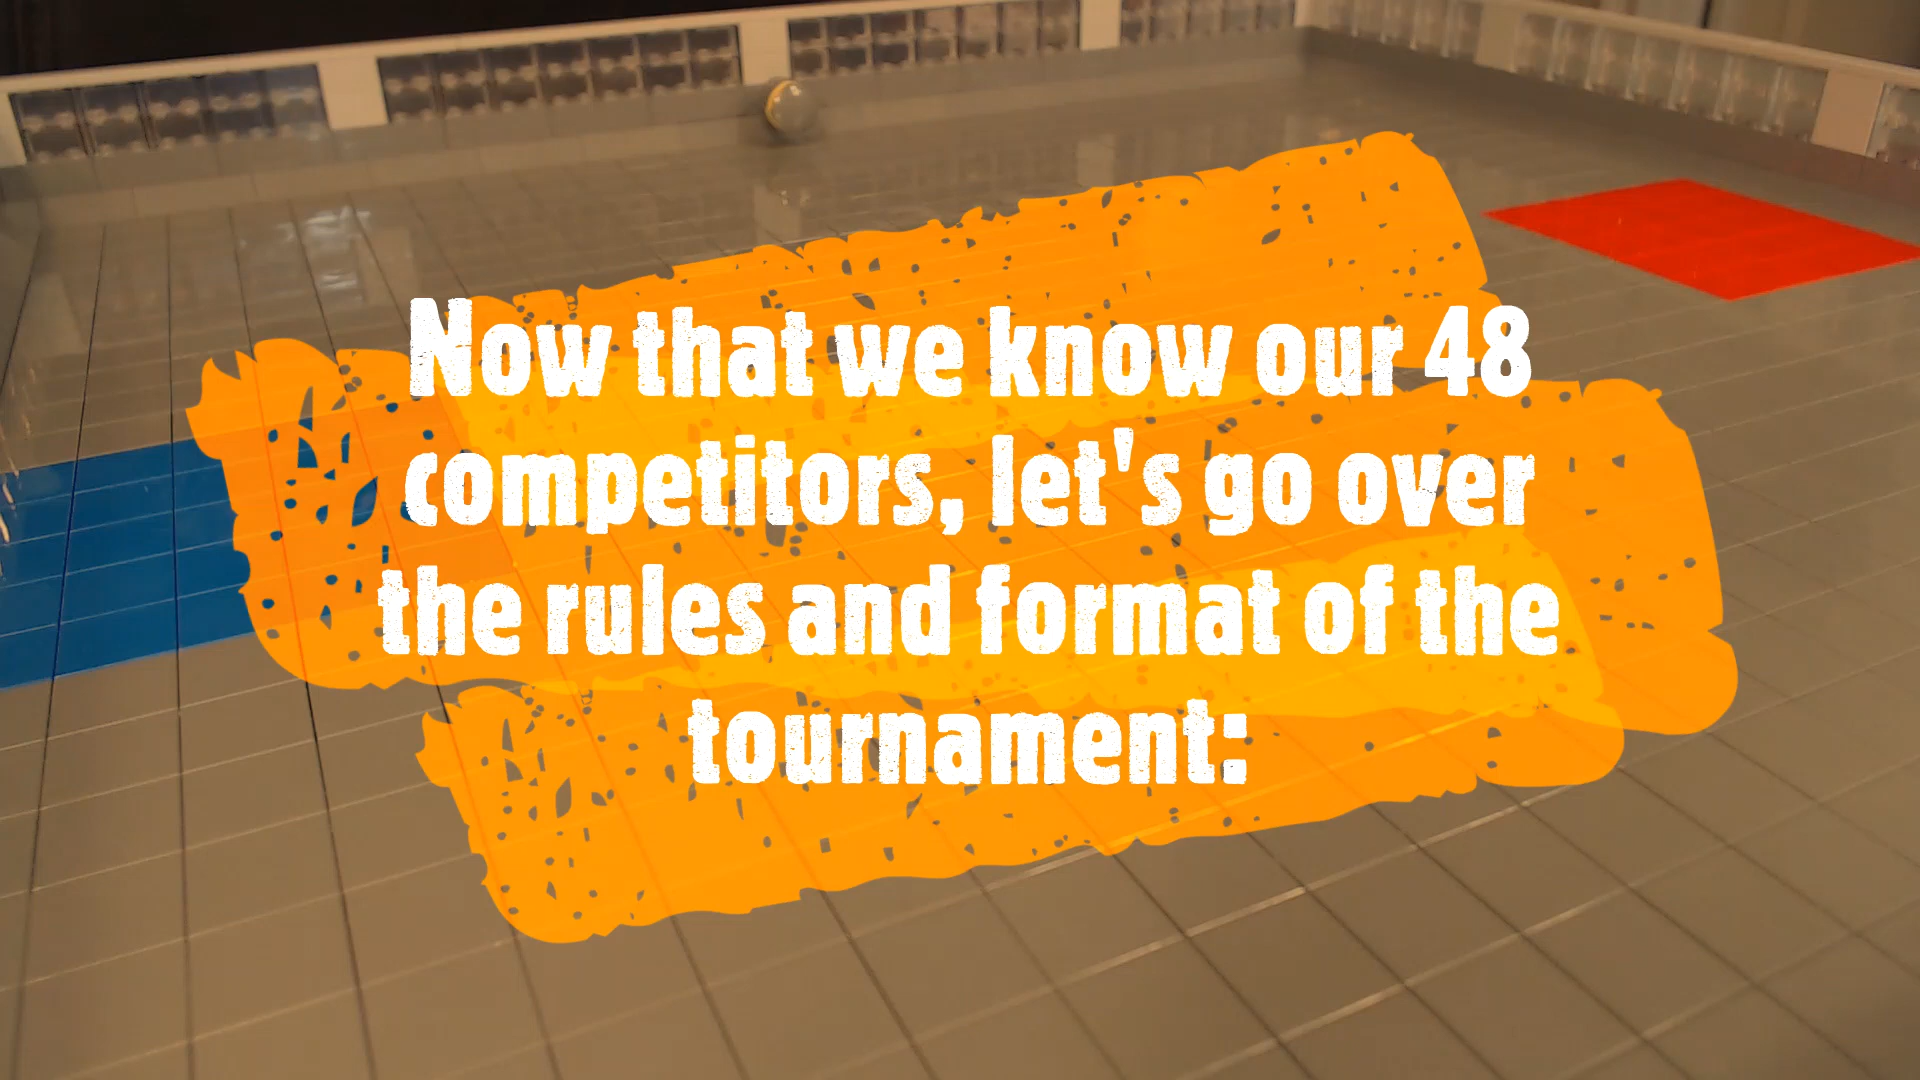 Now that we know our 48
competitors, let's go over
the rules and format of the
tournament: